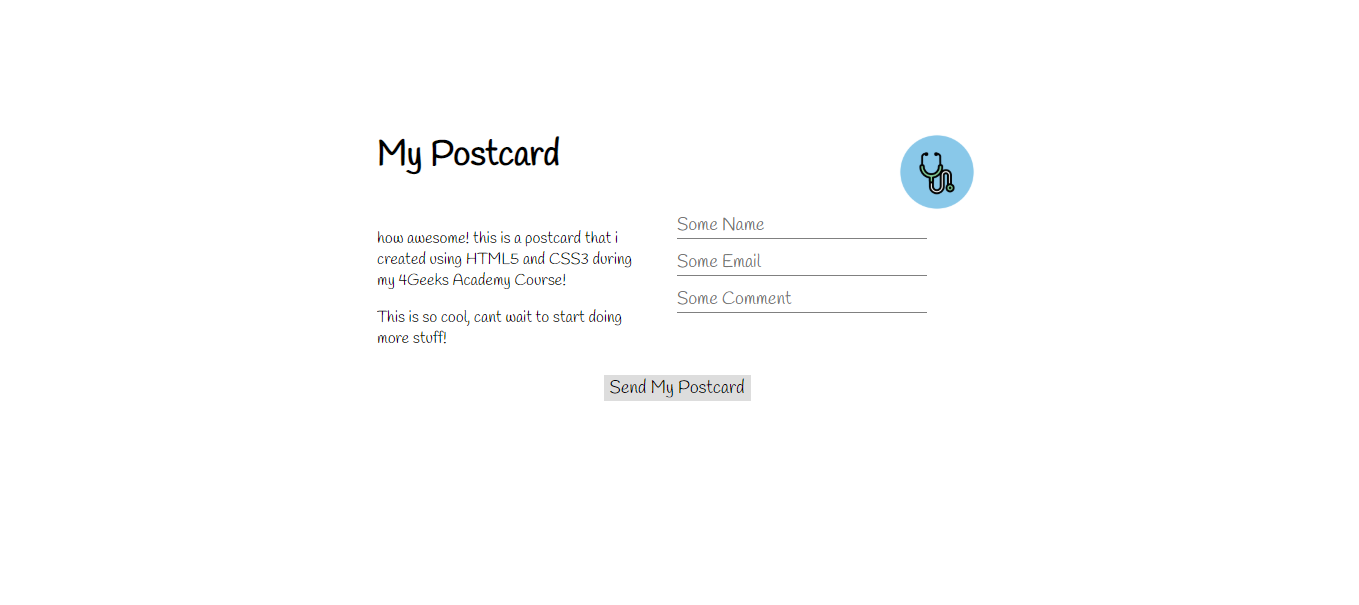 My Postcard
how awesome! this is a postcard that i
created using HTML5 and CSS3 during
my 4Geeks Academy Course!
This is so cool, cant wait to start doing
more stuff!
Some Name
Some Email
Some Comment
Send My Postcard